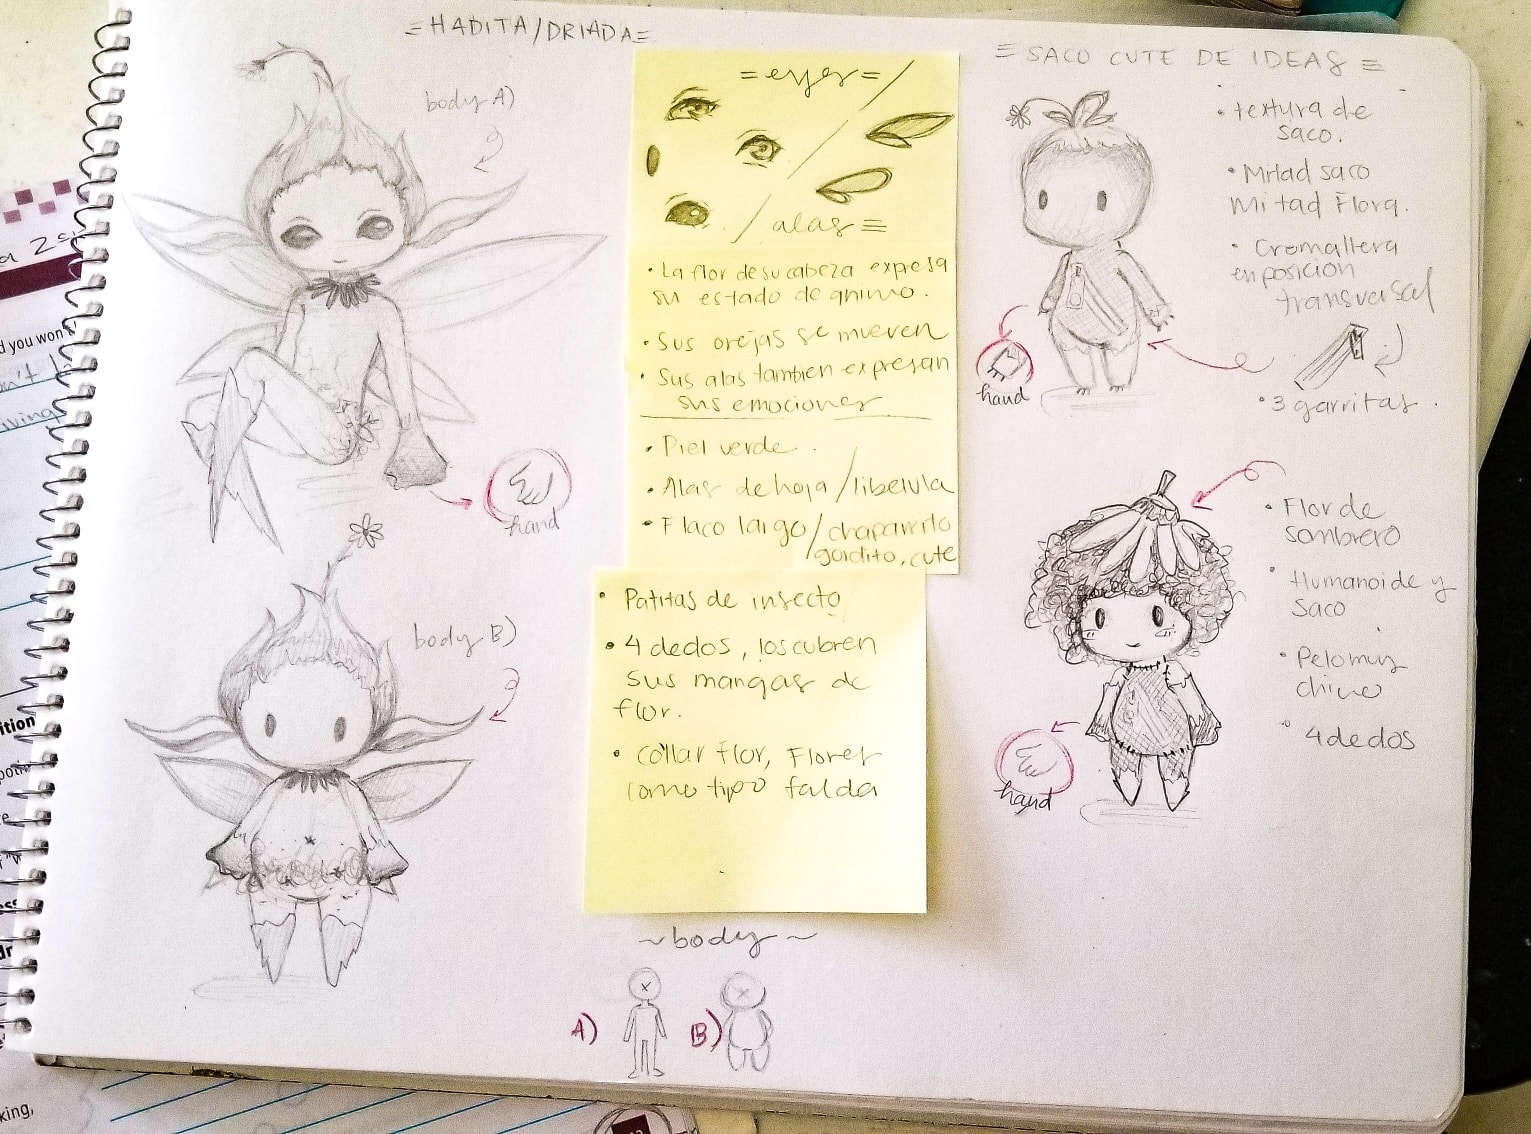 =HADITA/DRIADA=
body A)
hand
body B)
=eyes=/
/alas=
• La flor de su cabeza expresa
su estado de animo.
• Sus orejas se mueven
• Sus alas tambien expresan
sus emociones
• Piel verde.
• Alas de hoja/libelula
• Flaco largo/chaparrito
gordito, cute
• Patitas de insecto
• 4 dedos, los cubren
sus mangas de
flor.
• collar flor, Flores
como tipo falda
~body~
A)
B)
= SACO CUTE DE IDEAS =
• textura de
saco.
• Mitad saco
Mitad Flora.
• Cromallera
en posicion
transversal
hand
• 3 garritas.
• Flor de
sombrero
• Humanoide y
saco
• Pelo muy
chino
• 4 dedos
hand
d you won't
ition
king,